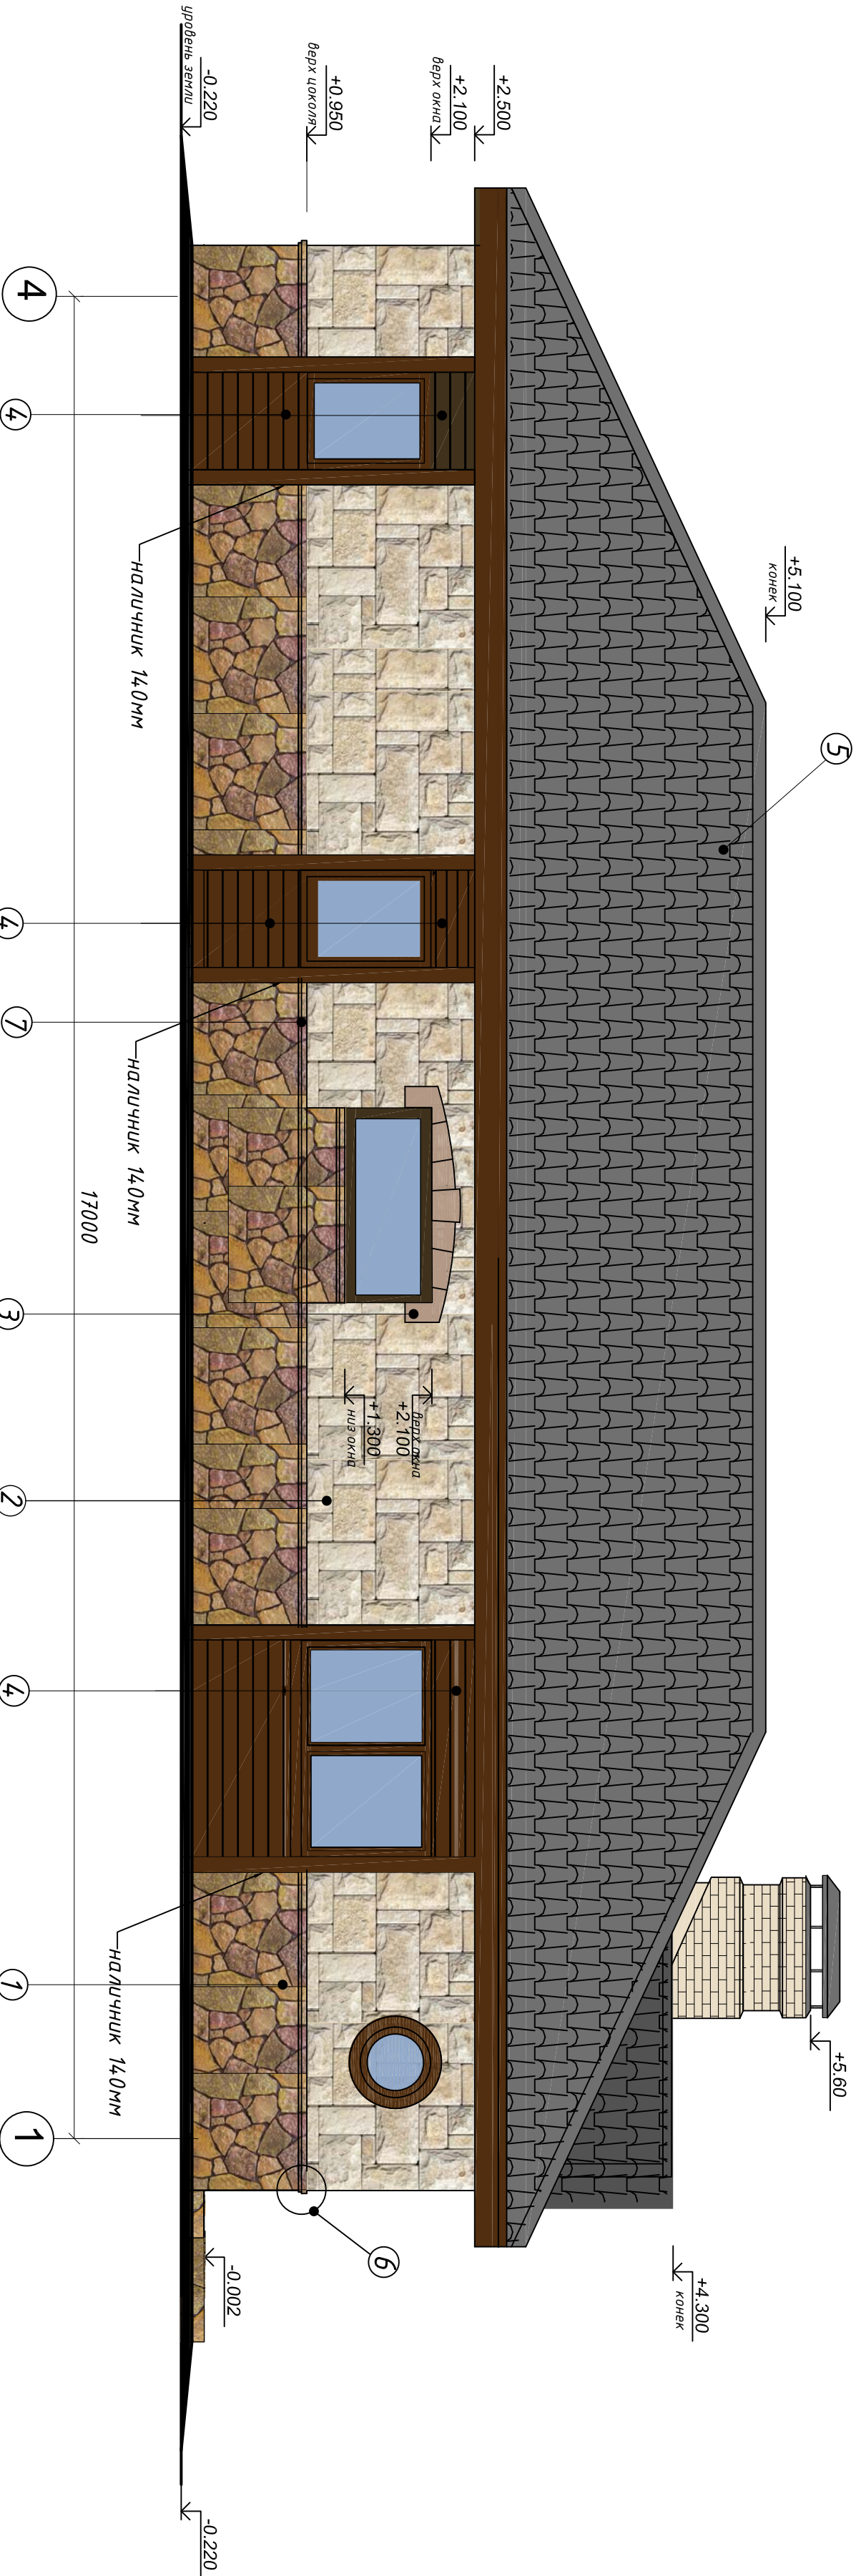 +5.60
+5.100
конек
5
+4.300
конек
+2.500
+2.100
верх окна
+0.950
верх цоколя
-0.220
уровень земли
верх окна
+2.100
+1.300
низ окна
6
-0.002
-0.220
наличник 140мм
наличник 140мм
наличник 140мм
17000
4
4
4
7
3
2
4
1
1